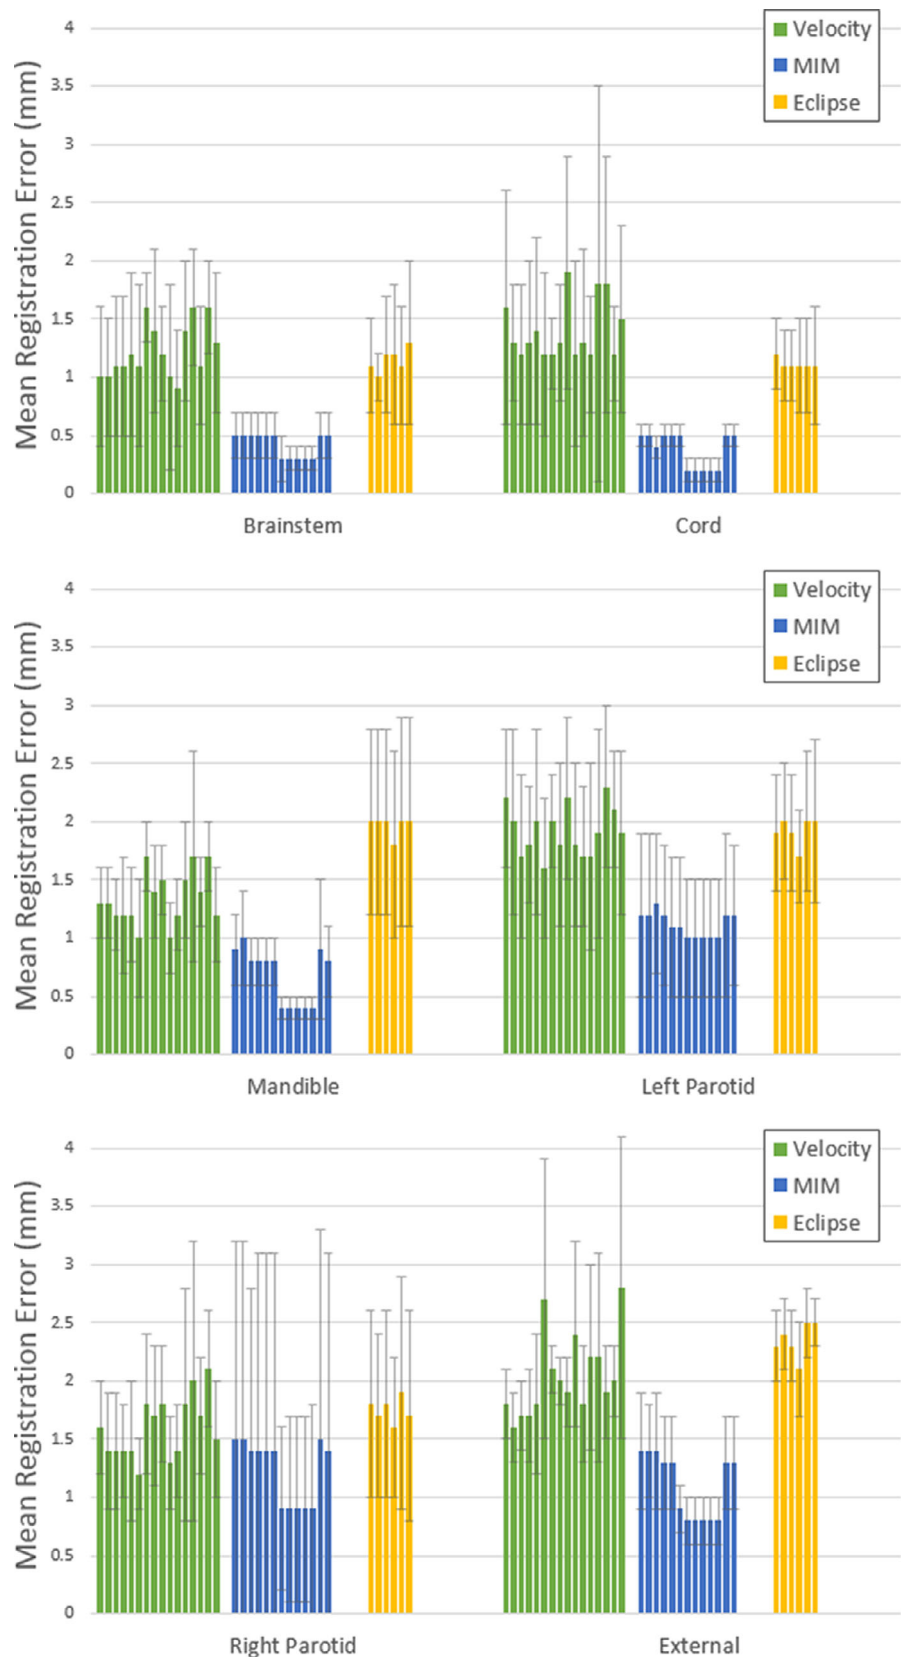 Mean Registration Error (mm)
4
3.5
3
2.5
2
1.5
1
0.5
0
Velocity
MIM
Eclipse
Brainstem
Cord
Mean Registration Error (mm)
4
3.5
3
2.5
2
1.5
1
0.5
0
Velocity
MIM
Eclipse
Mandible
Left Parotid
Mean Registration Error (mm)
4
3.5
3
2.5
2
1.5
1
0.5
0
Velocity
MIM
Eclipse
Right Parotid
External